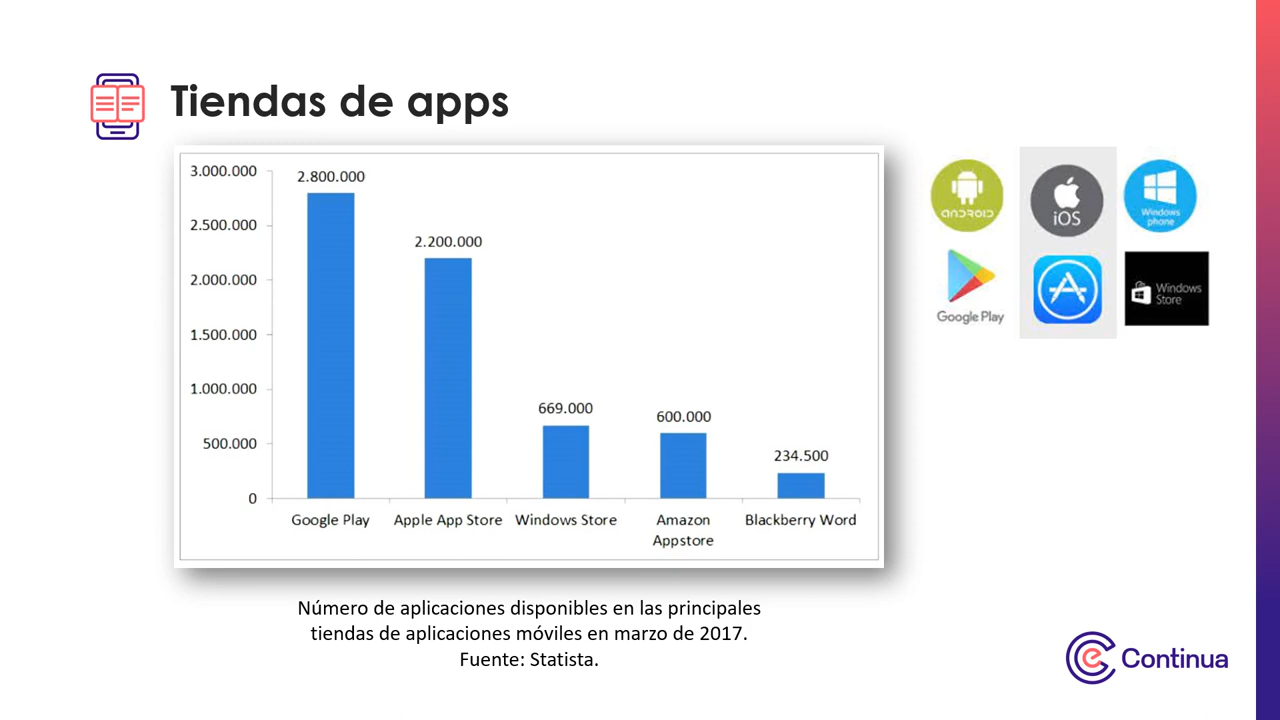 Tiendas de apps
3.000.000
2.500.000
2.000.000
1.500.000
1.000.000
500.000
0
2.800.000
2.200.000
669.000
600.000
234.500
Google Play
Apple App Store
Windows Store
Amazon
Appstore
Blackberry Word
ANDROID
iOS
Windows
phone
Google Play
Windows
Store
Número de aplicaciones disponibles en las principales
tiendas de aplicaciones móviles en marzo de 2017.
Fuente: Statista.
e Continua